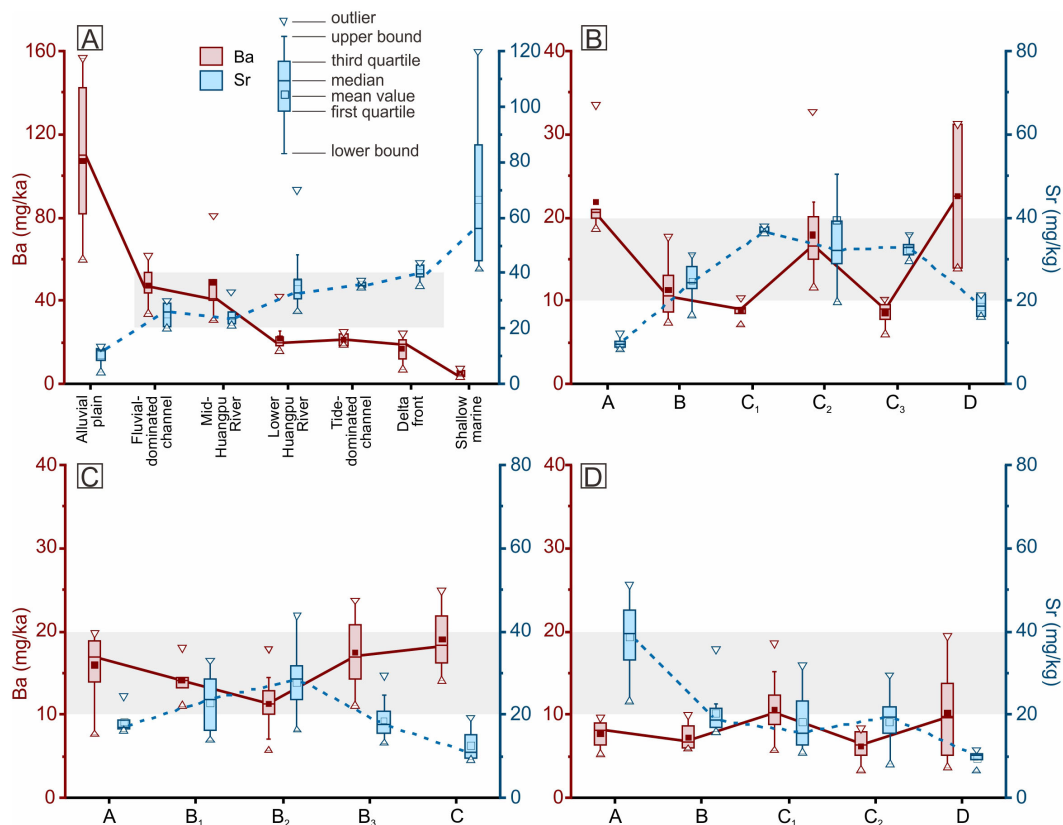 A
Ba
Sr
outlier
upper bound
third quartile
median
mean value
first quartile
lower bound
160
120
80
40
0
Ba (mg/ka)
120
100
80
60
40
20
0
Alluvial
plain
Fluvial-
dominated
channel
Mid-
Huangpu
River
Lower
Huangpu
River
Tide-
dominated
channel
Delta
front
Shallow
marine
B
40
30
20
10
0
80
60
40
20
0
Sr (mg/kg)
A
B
C1
C2
C3
D
C
40
30
20
10
0
Ba (mg/ka)
80
60
40
20
0
A
B1
B2
B3
C
D
40
30
20
10
0
80
60
40
20
0
Sr (mg/kg)
A
B
C1
C2
D